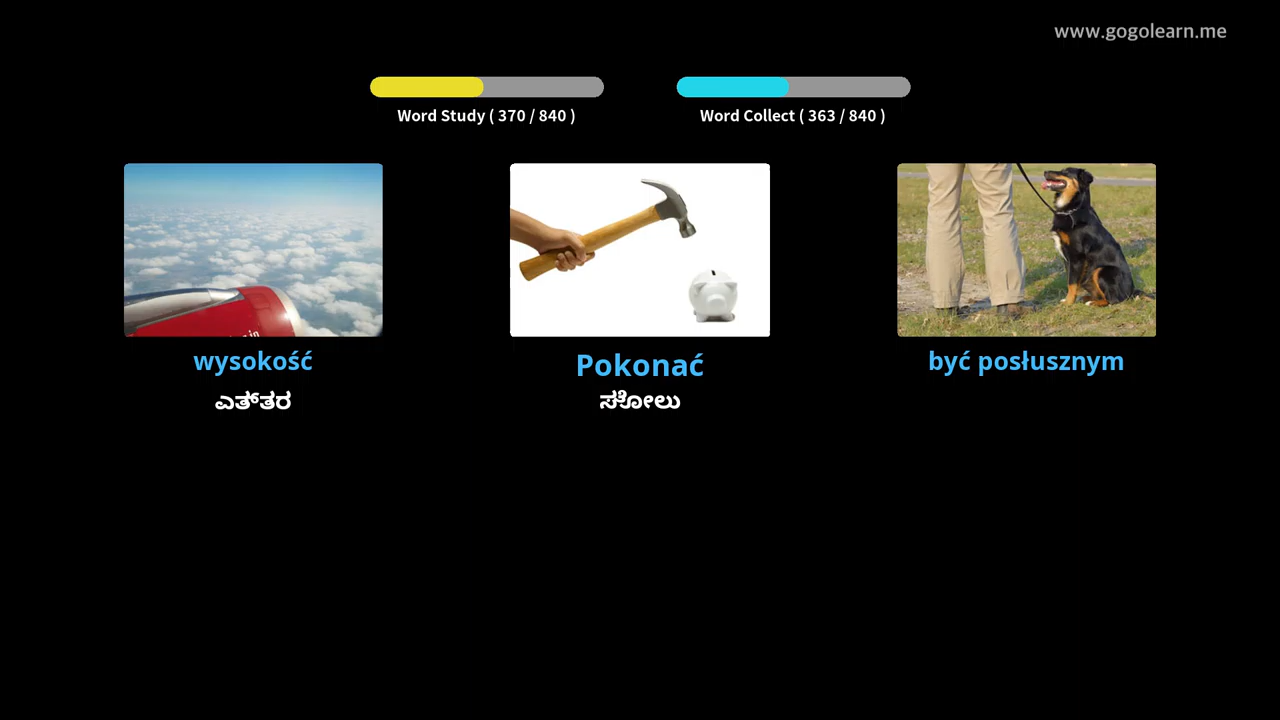 www.gogolearn.me
Word Study ( 370 / 840 )
Word Collect ( 363 / 840 )
wysokość
Pokonać
być posłusznym
ಎತ್ತರ
ಸೋಲು